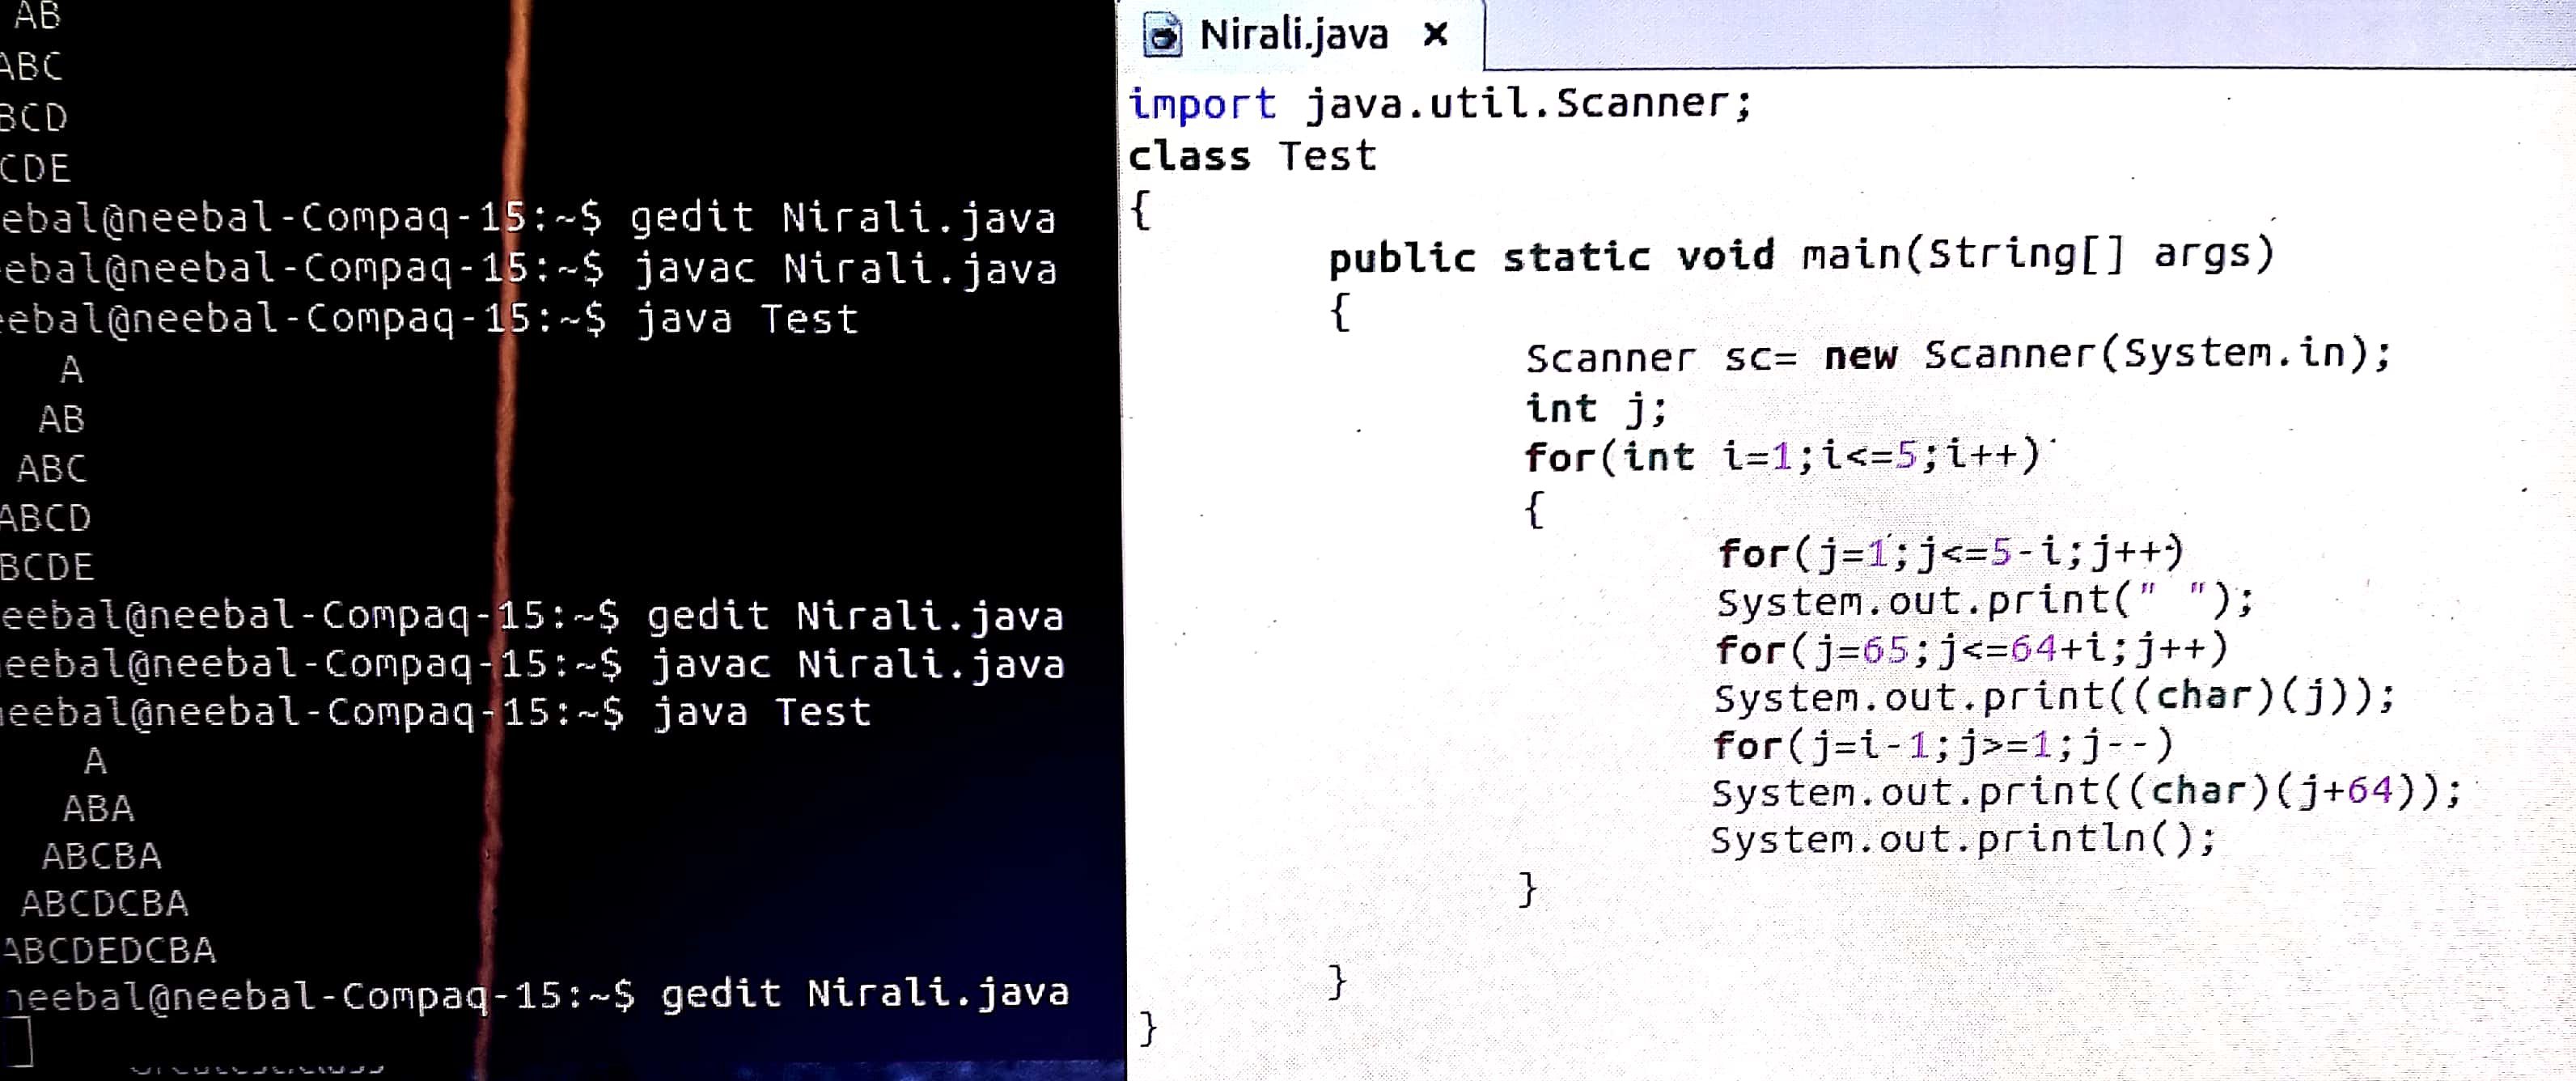 AB
ABC
BCD
CDE
ebal@neebal-Compaq-15:~$ gedit Nirali.java
ebal@neebal-Compaq-15:~$ javac Nirali.java
eebal@neebal-Compaq-15:~$ java Test
A
AB
ABC
ABCD
BCDE
eebal@neebal-Compaq-15:~$ gedit Nirali.java
eebal@neebal-Compaq-15:~$ javac Nirali.java
neebal@neebal-Compaq-15:~$ java Test
A
ABA
ABCBA
ABCDCBA
ABCDEDCBA
neebal@neebal-Compaq-15:~$ gedit Nirali.java
Nirali.java x
import java.util.Scanner;
class Test
{
public static void main(String[] args)
{
Scanner sc= new Scanner(System.in);
int j;
for(int i=1;i<=5;i++)
{
for(j=1;j<=5-i;j++)
System.out.print(" ");
for(j=65;j<=64+i;j++)
System.out.print((char)(j));
for(j=i-1;j>=1;j--)
System.out.print((char)(j+64));
System.out.println();
}
}
}